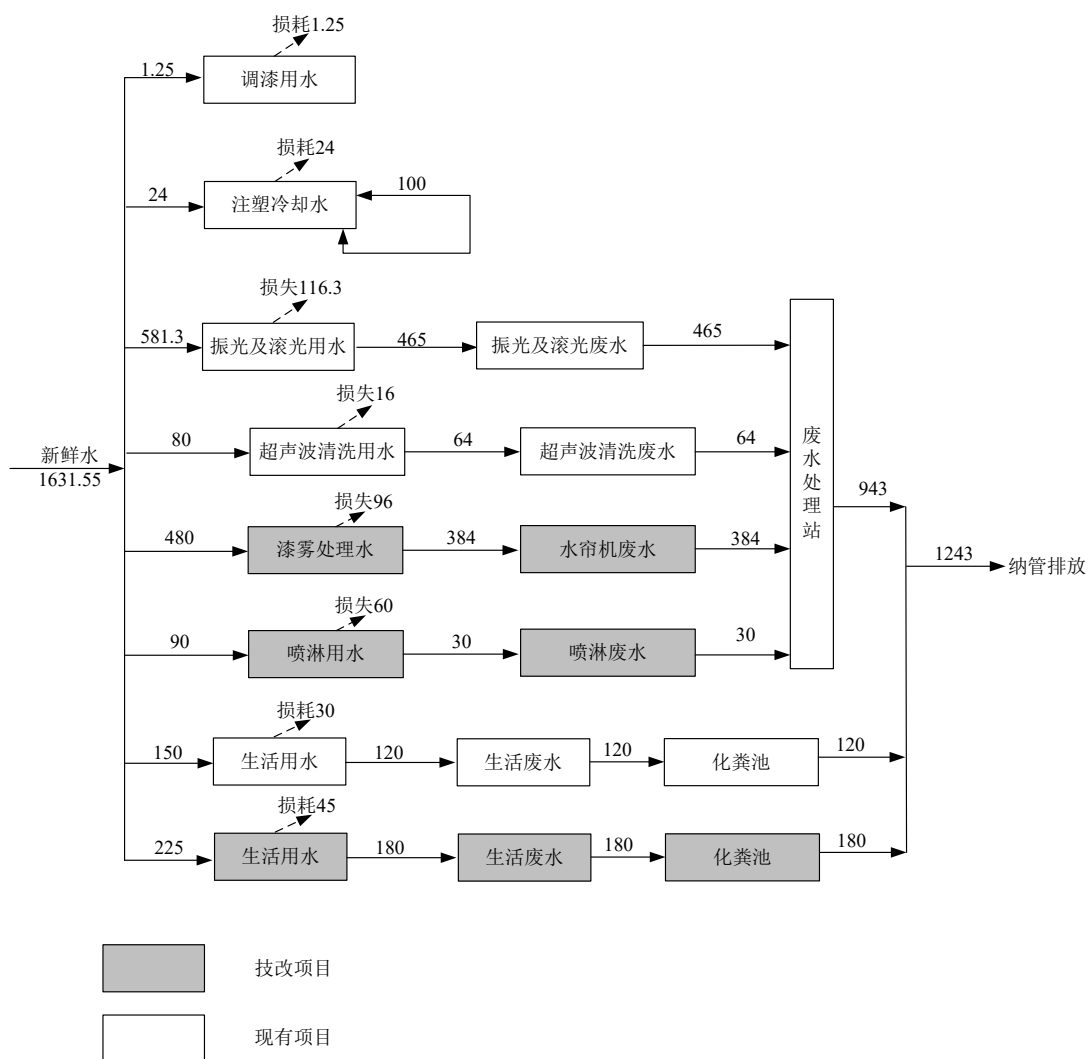 损耗1.25
1.25
调漆用水
损耗24
24
注塑冷却水
100
损失116.3
581.3
振光及滚光用水
465
振光及滚光废水
465
损失16
80
超声波清洗用水
64
超声波清洗废水
64
新鲜水
1631.55
废水处理站
943
损失96
480
漆雾处理水
384
水帘机废水
384
1243
纳管排放
损失60
90
喷淋用水
30
喷淋废水
30
损耗30
150
生活用水
120
生活废水
120
化粪池
120
损耗45
225
生活用水
180
生活废水
180
化粪池
180
技改项目
现有项目